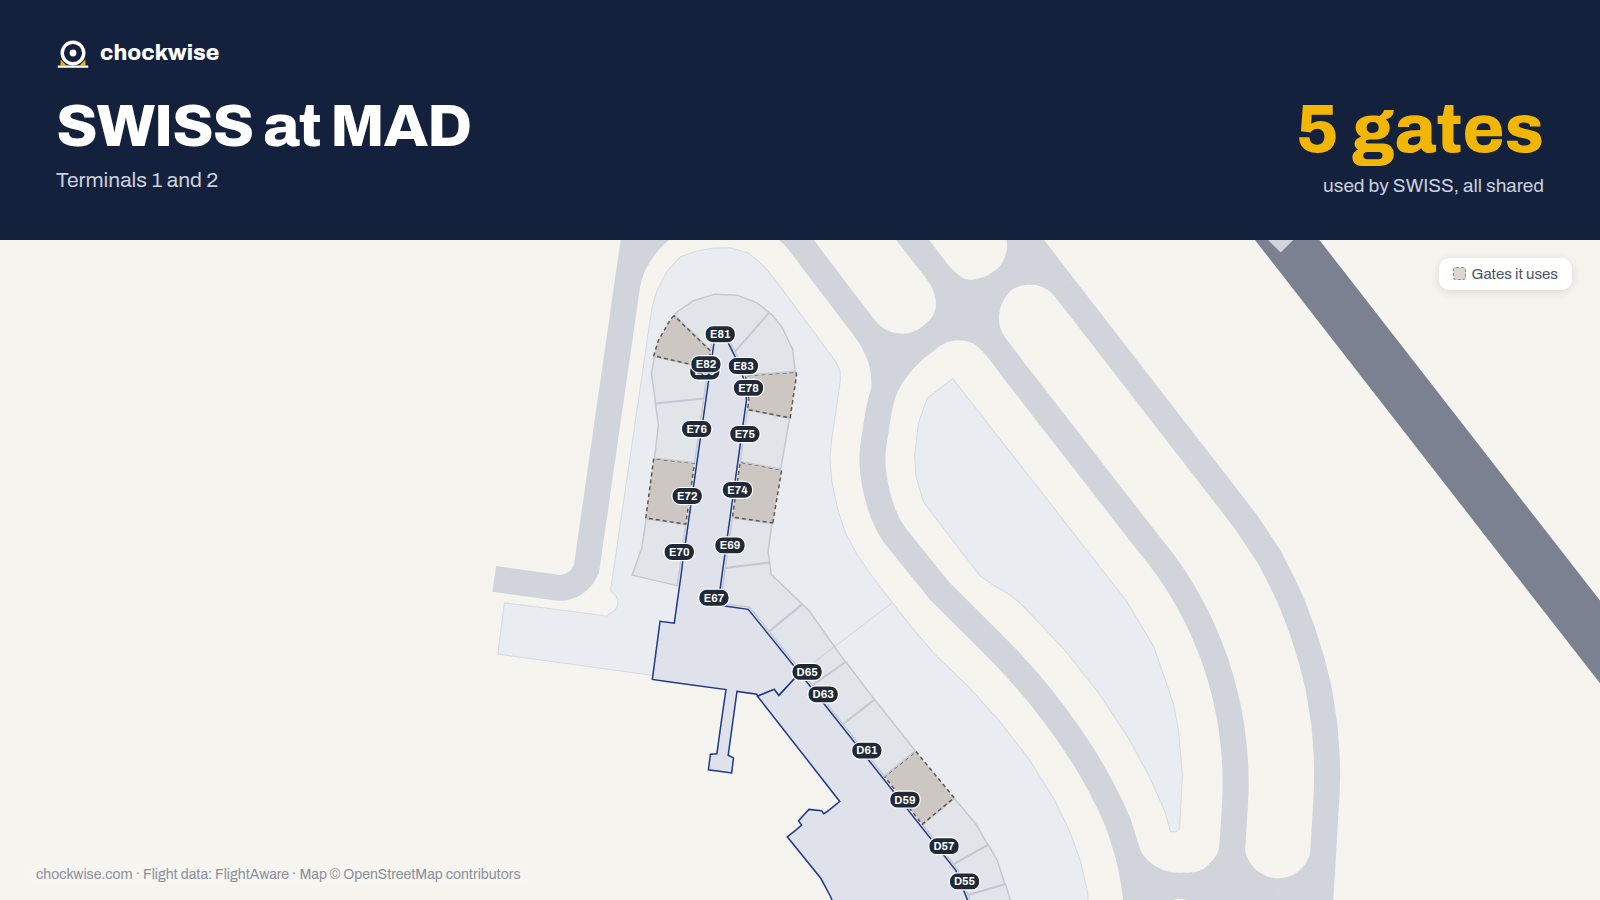 chockwise
SWISS at MAD
Terminals 1 and 2
5 gates
used by SWISS, all shared
Gates it uses
E81
E82
E83
E78
E76
E75
E72
E74
E70
E69
E67
D65
D63
D61
D59
D57
D55
chockwise.com · Flight data: FlightAware · Map © OpenStreetMap contributors